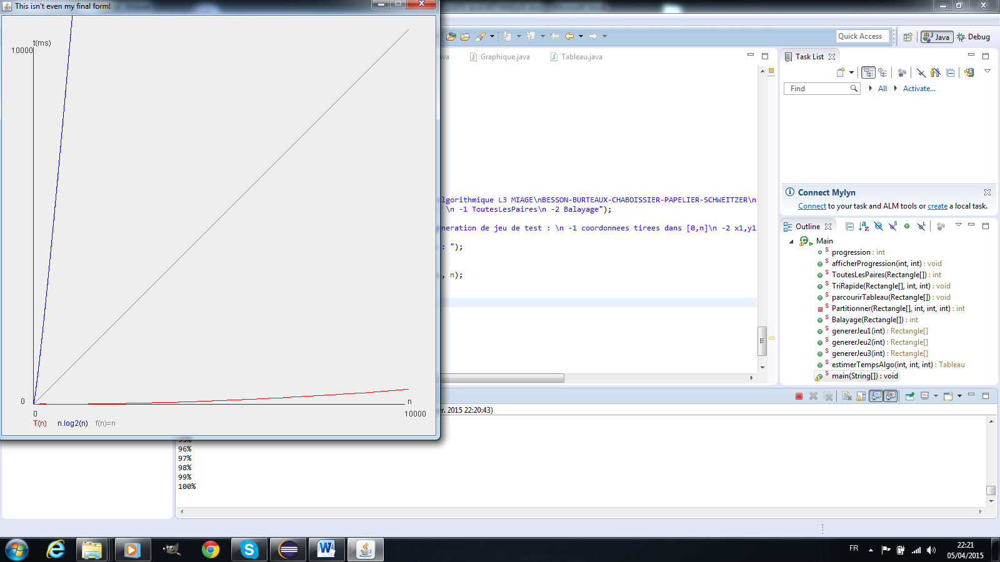 This isn't even my final form!
t(ms)
10000
0
n
0
10000
T(n) n.log2(n) f(n)=n
Quick Access
Java
Debug
Graphique.java
Tableau.java
lgorithmique L3 MIAGE\nBESSON-BURTEAUX-CHABOISSIER-PAPELIER-SCHWEITZER\n
\n -1 ToutesLesPaires\n -2 Balayage");
neration de jeu de test : \n -1 coordonnees tirees dans [0,n]\n -2 x1,y1
: ");
, n);
Task List
Find
All
Activate...
Connect Mylyn
Connect to your task and ALM tools or create a local task.
Outline
Main
progression : int
afficherProgression(int, int) : void
ToutesLesPaires(Rectangle[]) : int
TriRapide(Rectangle[], int, int) : void
parcourirTableau(Rectangle[]) : void
Partitionner(Rectangle[], int, int, int) : int
Balayage(Rectangle[]) : int
genererJeu1(int) : Rectangle[]
genererJeu2(int) : Rectangle[]
genererJeu3(int) : Rectangle[]
estimerTempsAlgo(int, int, int) : Tableau
main(String[]) : void
vr. 2015 22:20:43)
96%
97%
98%
99%
100%
FR
22:21
05/04/2015